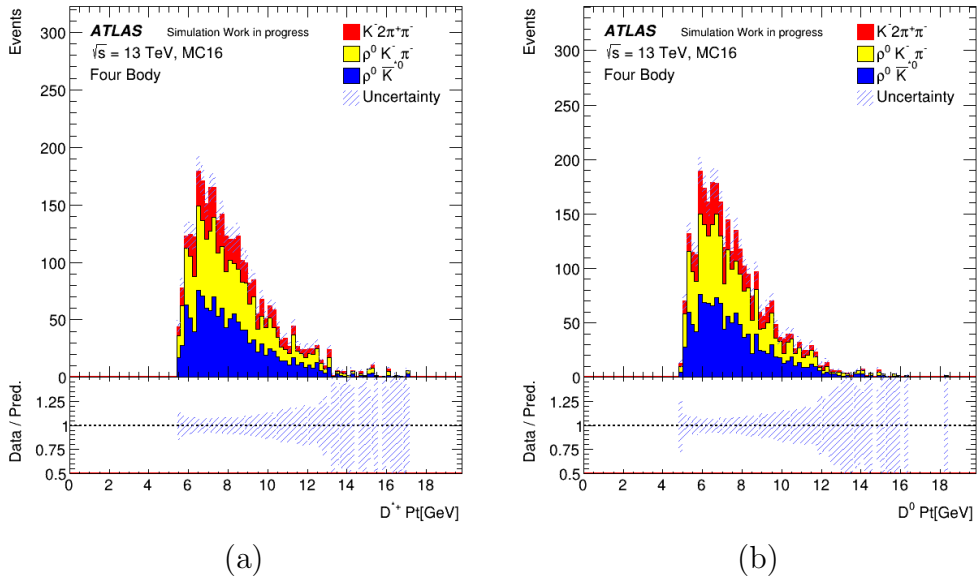 Events
300
250
200
150
100
50
0
ATLAS Simulation Work in progress
√s = 13 TeV, MC16
Four Body
K⁻2π⁺π⁻
ρ⁰ K⁻ π⁻
ρ⁰ K̅*⁰
Uncertainty
Data / Pred.
1.25
1
0.75
0.5
0 2 4 6 8 10 12 14 16 18
D*⁺ Pt[GeV]
(a)
Events
300
250
200
150
100
50
0
ATLAS Simulation Work in progress
√s = 13 TeV, MC16
Four Body
K⁻2π⁺π⁻
ρ⁰ K⁻ π⁻
ρ⁰ K̅*⁰
Uncertainty
Data / Pred.
1.25
1
0.75
0.5
0 2 4 6 8 10 12 14 16 18
D⁰ Pt[GeV]
(b)